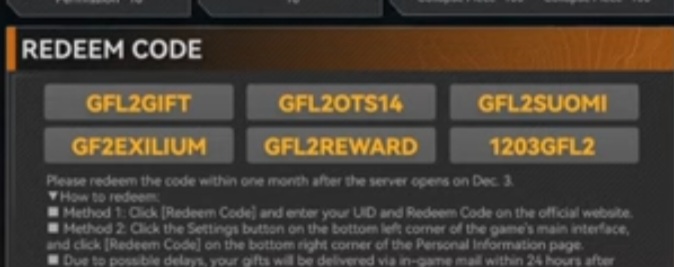 REDEEM CODE
GFL2GIFT GFL2OTS14 GFL2SUOMI
GF2EXILIUM GFL2REWARD 1203GFL2
Please redeem the code within one month after the server opens on Dec. 3.
▼How to redeem:
■ Method 1: Click [Redeem Code] and enter your UID and Redeem Code on the official website.
■ Method 2: Click the Settings button on the bottom left corner of the game's main interface,
and click [Redeem Code] on the bottom right corner of the Personal Information page.
■ Due to possible delays, your gifts will be delivered via in-game mail within 24 hours after